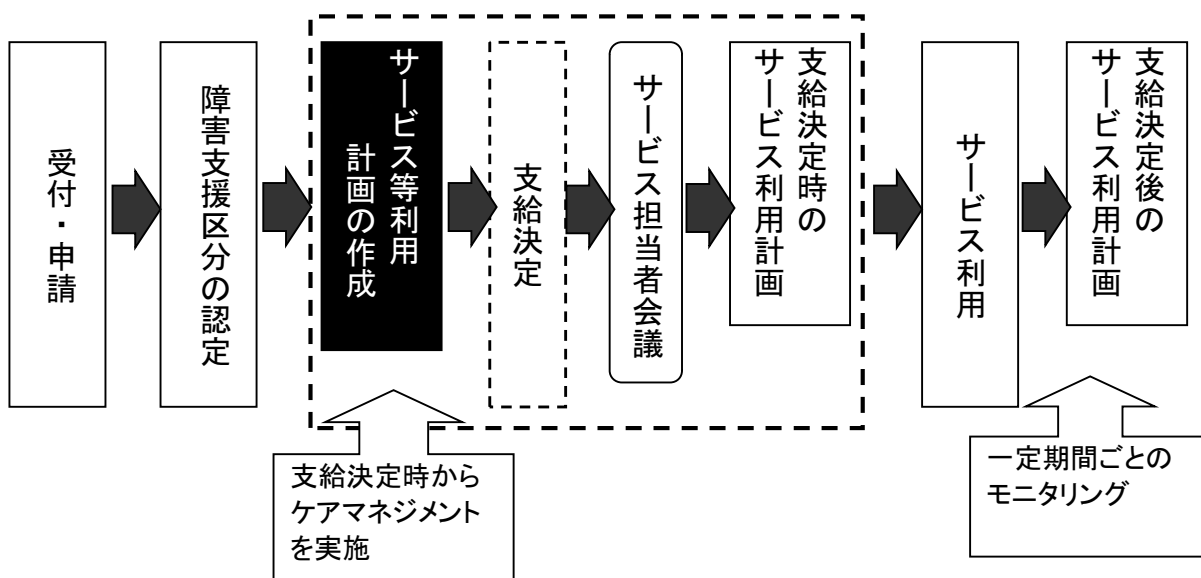 受付・申請
障害支援区分の認定
サービス等利用
計画の作成
支給決定
サービス担当者会議
支給決定時の
サービス利用計画
サービス利用
支給決定後の
サービス利用計画
支給決定時から
ケアマネジメント
を実施
一定期間ごとの
モニタリング